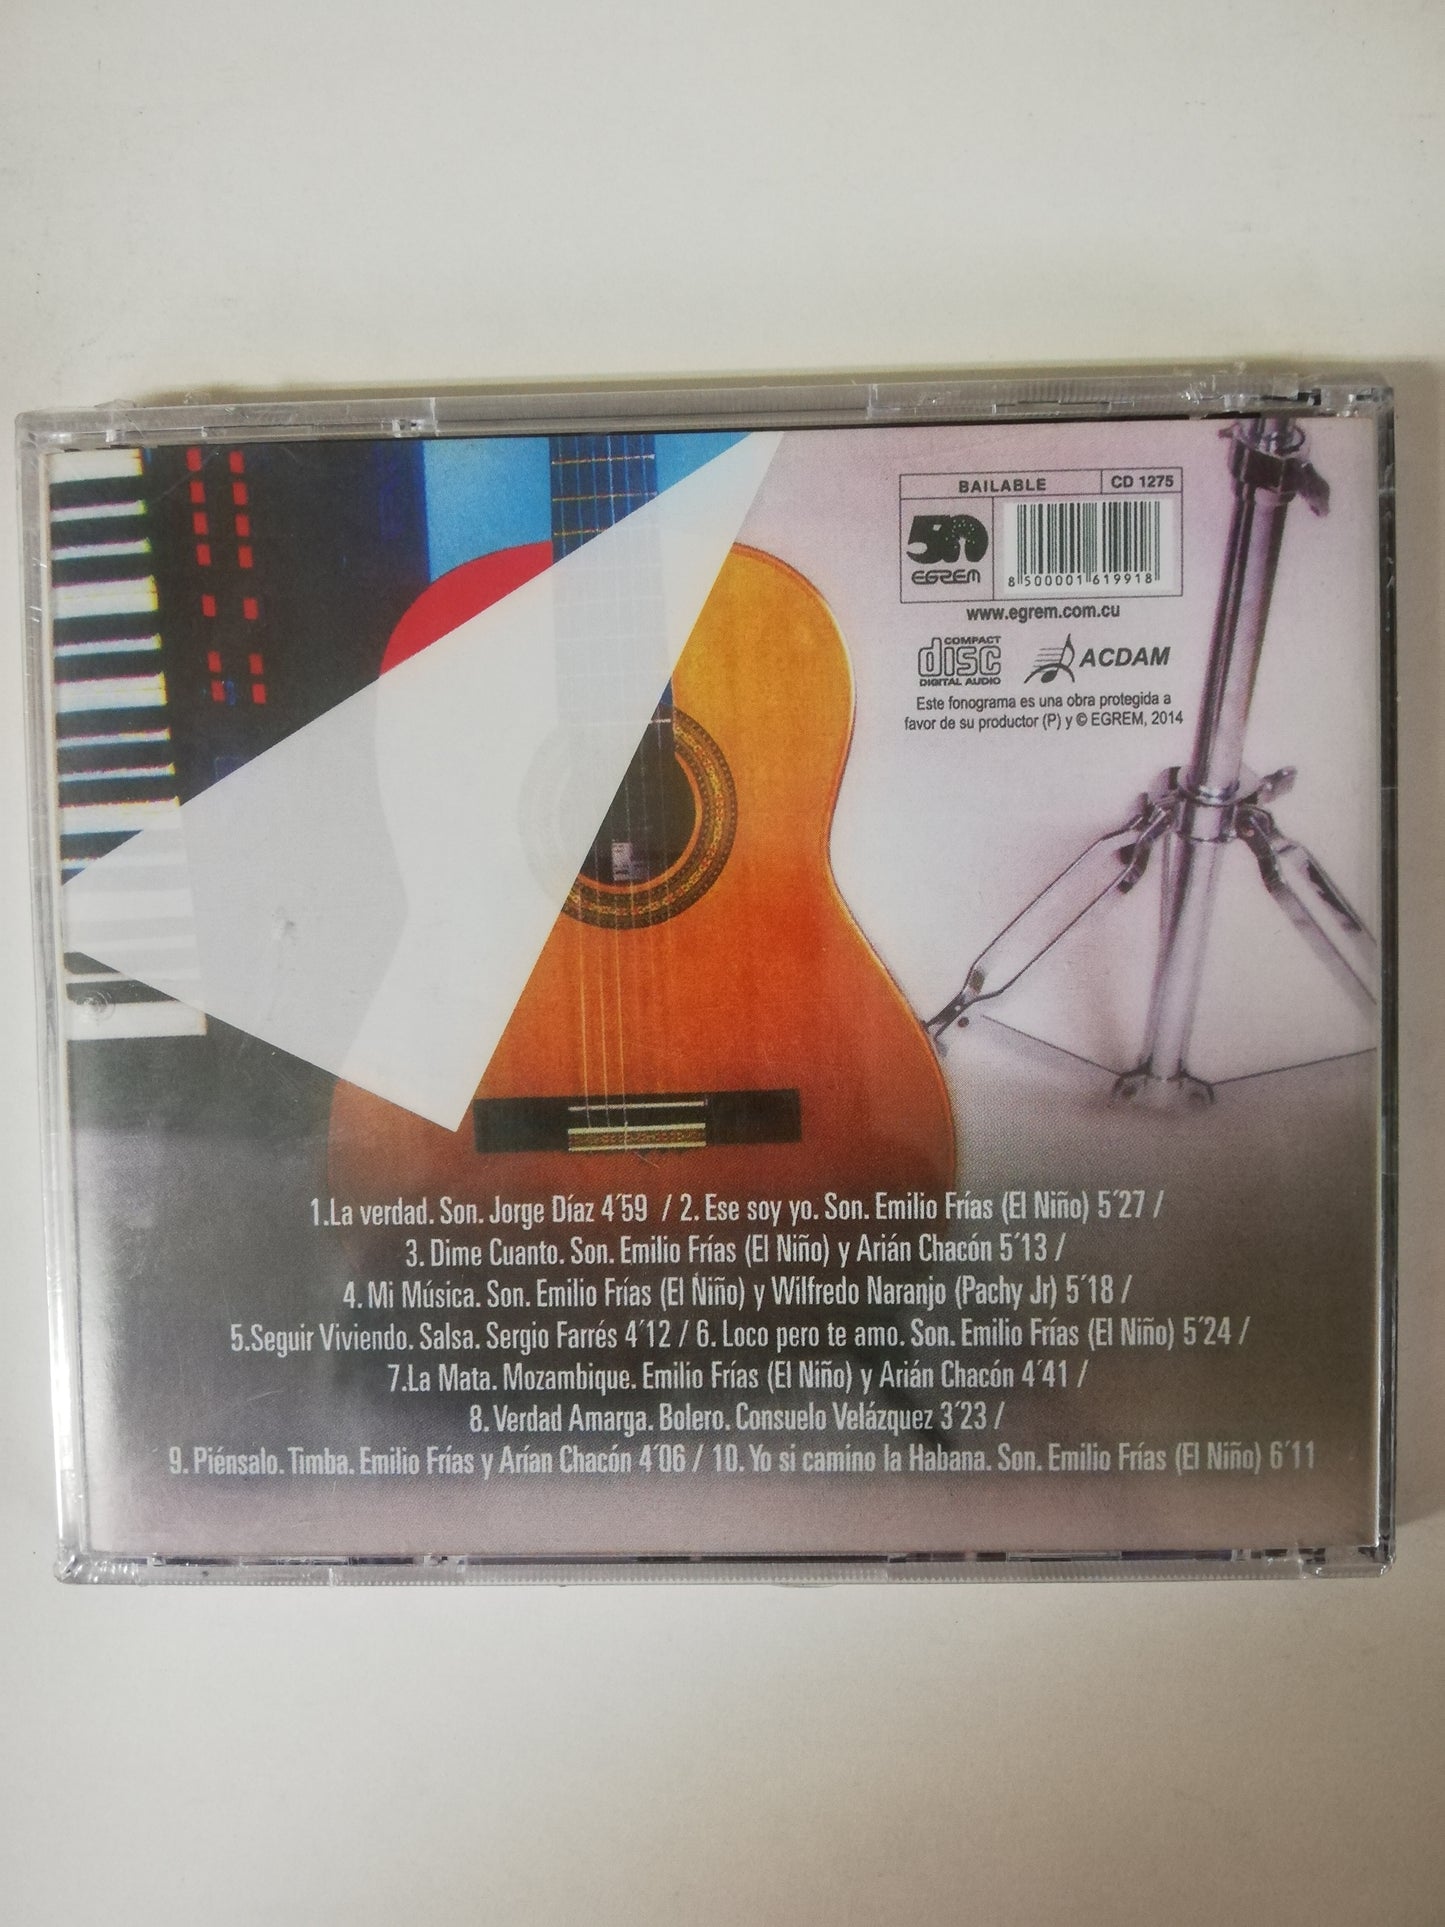 BAILABLE
CD 1275
50
EGREM
8 500001 619918
www.egrem.com.cu
COMPACT
disc
DIGITAL AUDIO
ACDAM
Este fonograma es una obra protegida a
favor de su productor (P) y © EGREM, 2014
1.La verdad. Son. Jorge Díaz 4´59 / 2. Ese soy yo. Son. Emilio Frías (El Niño) 5´27 /
3. Dime Cuanto. Son. Emilio Frías (El Niño) y Arián Chacón 5´13 /
4. Mi Música. Son. Emilio Frías (El Niño) y Wilfredo Naranjo (Pachy Jr) 5´18 /
5.Seguir Viviendo. Salsa. Sergio Farrés 4´12 / 6. Loco pero te amo. Son. Emilio Frías (El Niño) 5´24 /
7.La Mata. Mozambique. Emilio Frías (El Niño) y Arián Chacón 4´41 /
8. Verdad Amarga. Bolero. Consuelo Velázquez 3´23 /
9. Piénsalo. Timba. Emilio Frías y Arían Chacón 4´06 / 10. Yo si camino la Habana. Son. Emilio Frías (El Niño) 6´11